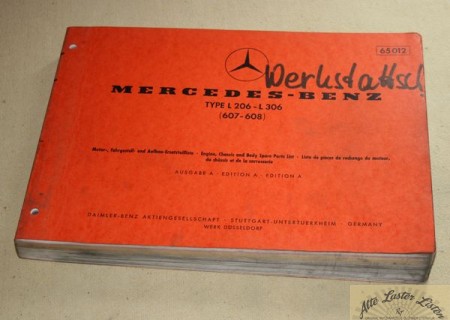 65012
Werkstattsch
MERCEDES-BENZ
TYPE L 206 - L 306
(607-608)
Motor-, Fahrgestell- und Aufbau-Ersatzteilliste - Engine, Chassis and Body Spare Parts List - Liste de pièces de rechange du moteur,
du châssis et de la carrosserie
AUSGABE A - EDITION A - EDITION A
DAIMLER-BENZ AKTIENGESELLSCHAFT - STUTTGART-UNTERTÜRKHEIM - GERMANY
WERK DÜSSELDORF
Alte Laster Listen